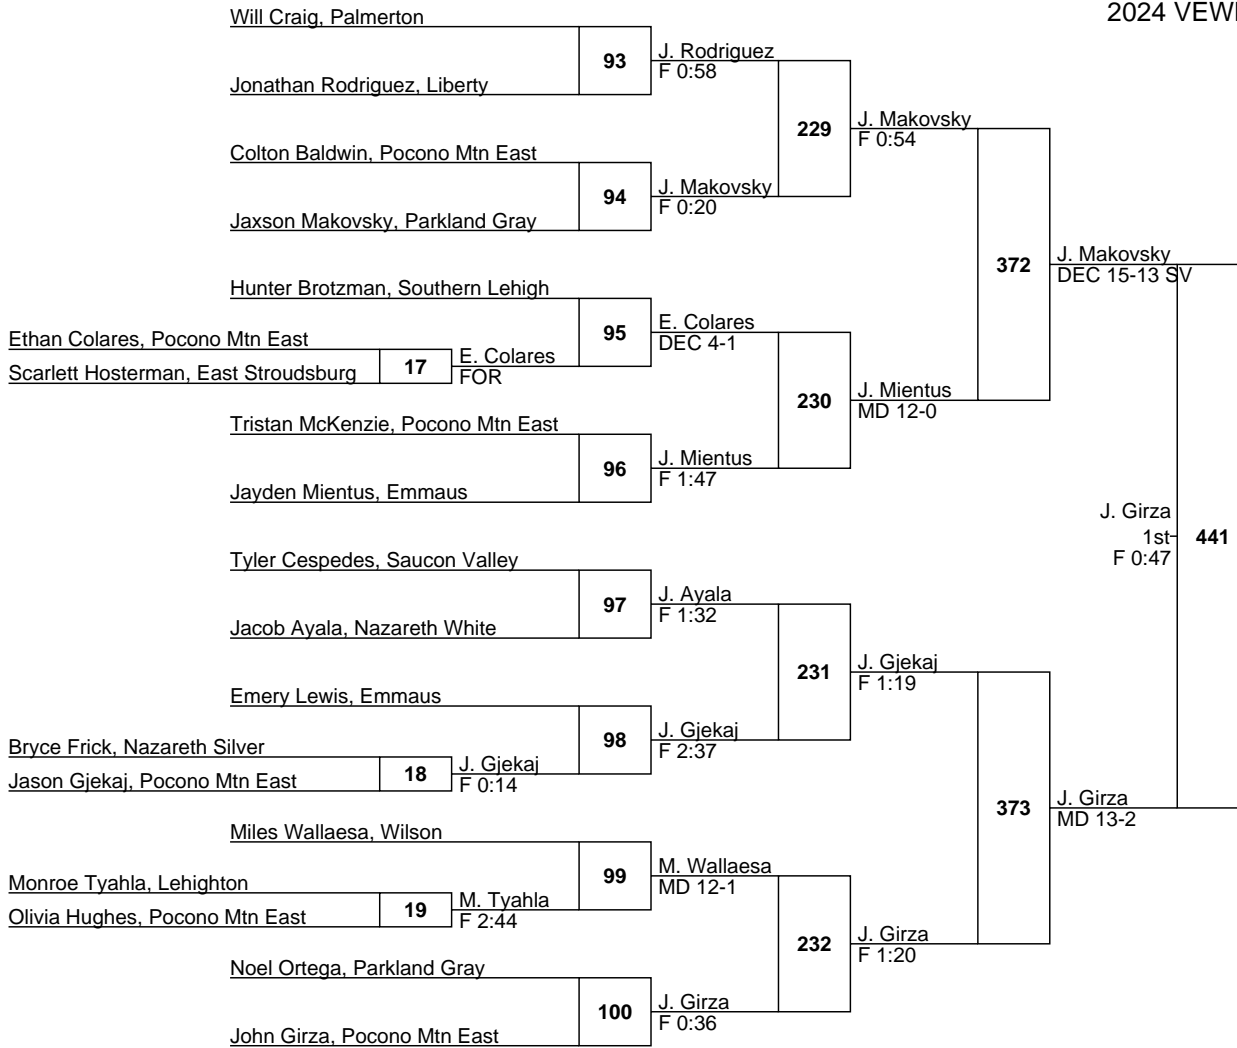 2024 VEW
Will Craig, Palmerton
93
J. Rodriguez
F 0:58
Jonathan Rodriguez, Liberty
229
J. Makovsky
F 0:54
Colton Baldwin, Pocono Mtn East
94
J. Makovsky
F 0:20
Jaxson Makovsky, Parkland Gray
372
J. Makovsky
DEC 15-13 SV
Hunter Brotzman, Southern Lehigh
95
E. Colares
DEC 4-1
Ethan Colares, Pocono Mtn East
17
E. Colares
FOR
Scarlett Hosterman, East Stroudsburg
230
J. Mientus
MD 12-0
Tristan McKenzie, Pocono Mtn East
96
J. Mientus
F 1:47
Jayden Mientus, Emmaus
J. Girza
1st
441
F 0:47
Tyler Cespedes, Saucon Valley
97
J. Ayala
F 1:32
Jacob Ayala, Nazareth White
231
J. Gjekaj
F 1:19
Emery Lewis, Emmaus
98
J. Gjekaj
F 2:37
Bryce Frick, Nazareth Silver
18
J. Gjekaj
F 0:14
Jason Gjekaj, Pocono Mtn East
373
J. Girza
MD 13-2
Miles Wallaesa, Wilson
99
M. Wallaesa
MD 12-1
Monroe Tyahla, Lehighton
19
M. Tyahla
F 2:44
Olivia Hughes, Pocono Mtn East
232
J. Girza
F 1:20
Noel Ortega, Parkland Gray
100
J. Girza
F 0:36
John Girza, Pocono Mtn East